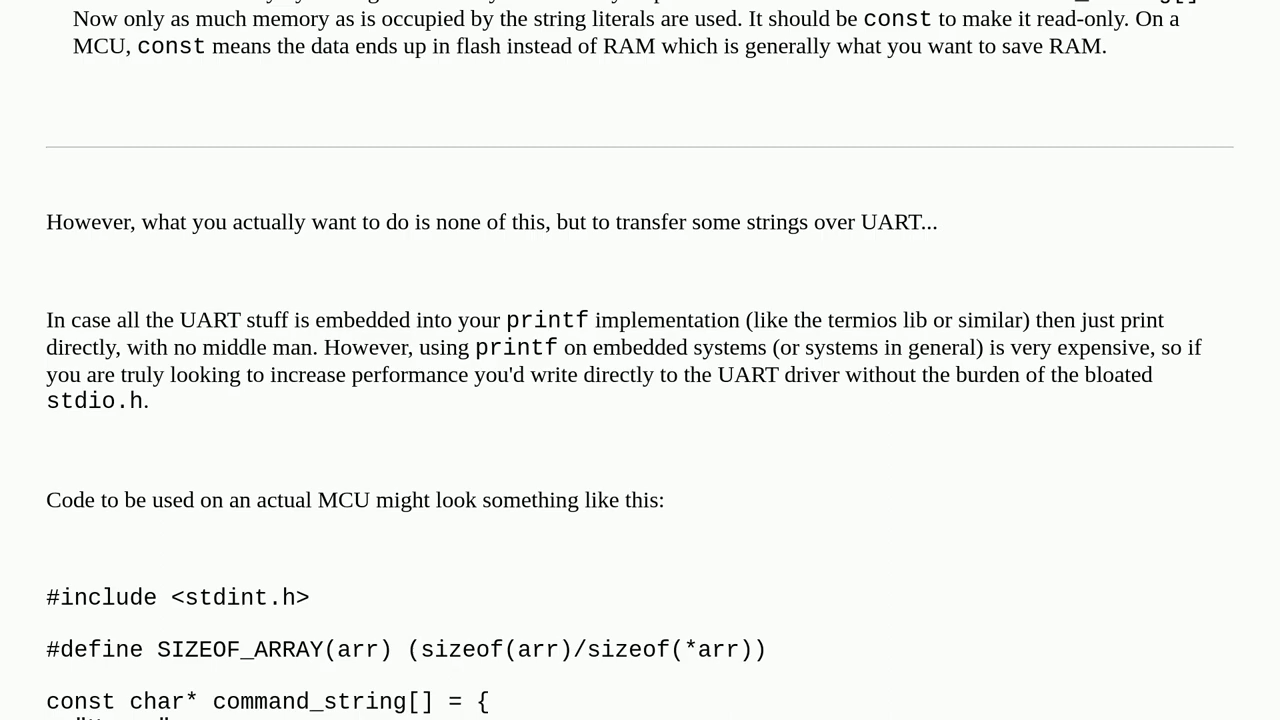 Now only as much memory as is occupied by the string literals are used. It should be const to make it read-only. On a
MCU, const means the data ends up in flash instead of RAM which is generally what you want to save RAM.
However, what you actually want to do is none of this, but to transfer some strings over UART...
In case all the UART stuff is embedded into your printf implementation (like the termios lib or similar) then just print
directly, with no middle man. However, using printf on embedded systems (or systems in general) is very expensive, so if
you are truly looking to increase performance you'd write directly to the UART driver without the burden of the bloated
stdio.h.
Code to be used on an actual MCU might look something like this:
#include <stdint.h>
#define SIZEOF_ARRAY(arr) (sizeof(arr)/sizeof(*arr))
const char* command_string[] = {